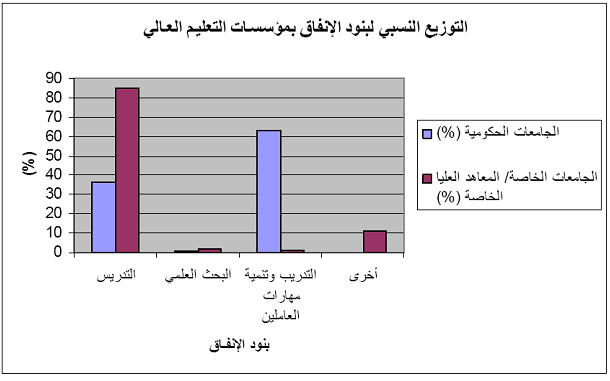 التوزيع النسبي لبنود الإنفاق بمؤسسات التعليم العالي
90
80
70
60
50
40
30
20
10
0
(%)
التدريس
البحث العلمي
التدريب وتنمية
مهارات
العاملين
أخرى
بنود الإنفاق
الجامعات الحكومية (%)
الجامعات الخاصة/ المعاهد العليا
الخاصة (%)